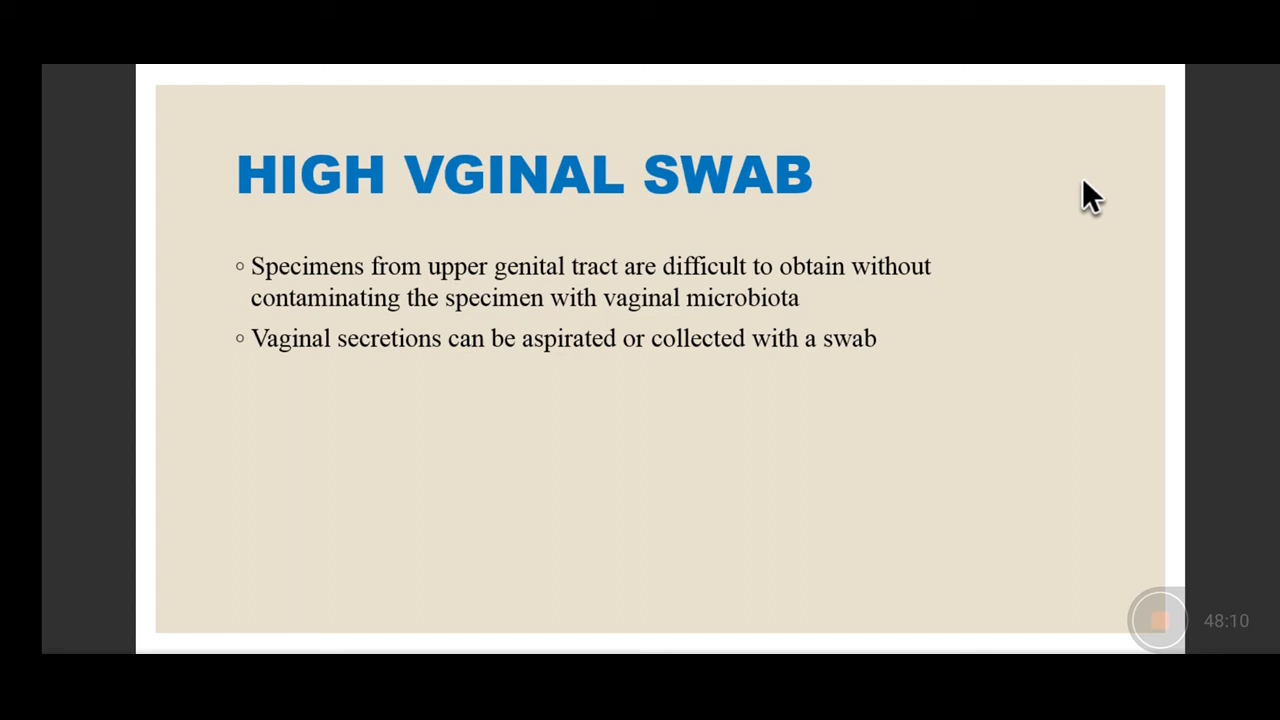 HIGH VGINAL SWAB
◦ Specimens from upper genital tract are difficult to obtain without
contaminating the specimen with vaginal microbiota
◦ Vaginal secretions can be aspirated or collected with a swab
48:10